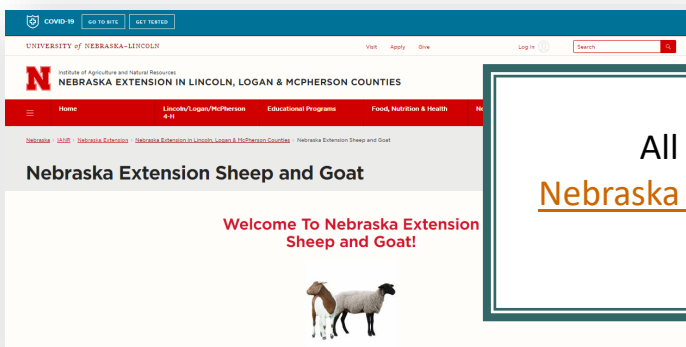 COVID-19 GO TO SITE GET TESTED
UNIVERSITY of NEBRASKA–LINCOLN Visit Apply Give Log In Search
Institute of Agriculture and Natural Resources
NEBRASKA EXTENSION IN LINCOLN, LOGAN & MCPHERSON COUNTIES
Home Lincoln/Logan/McPherson 4-H Educational Programs Food, Nutrition & Health
Nebraska › IANR › Nebraska Extension › Nebraska Extension in Lincoln, Logan & McPherson Counties › Nebraska Extension Sheep and Goat
Nebraska Extension Sheep and Goat
Welcome To Nebraska Extension
Sheep and Goat!
All
Nebraska